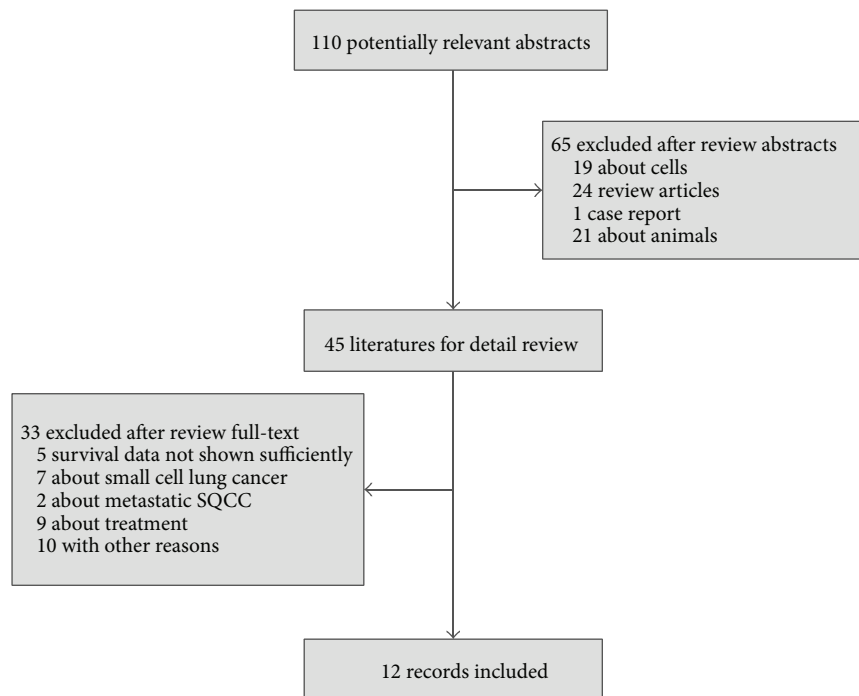 110 potentially relevant abstracts
65 excluded after review abstracts
19 about cells
24 review articles
1 case report
21 about animals
45 literatures for detail review
33 excluded after review full-text
5 survival data not shown sufficiently
7 about small cell lung cancer
2 about metastatic SQCC
9 about treatment
10 with other reasons
12 records included